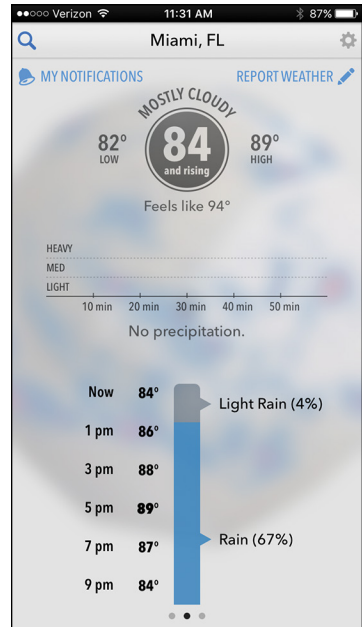 Verizon 11:31 AM 87%
Miami, FL
MY NOTIFICATIONS REPORT WEATHER
MOSTLY CLOUDY
82° 84 89°
LOW and rising HIGH
Feels like 94°
HEAVY
MED
LIGHT
10 min 20 min 30 min 40 min 50 min
No precipitation.
Now 84°
Light Rain (4%)
1 pm 86°
3 pm 88°
5 pm 89°
Rain (67%)
7 pm 87°
9 pm 84°